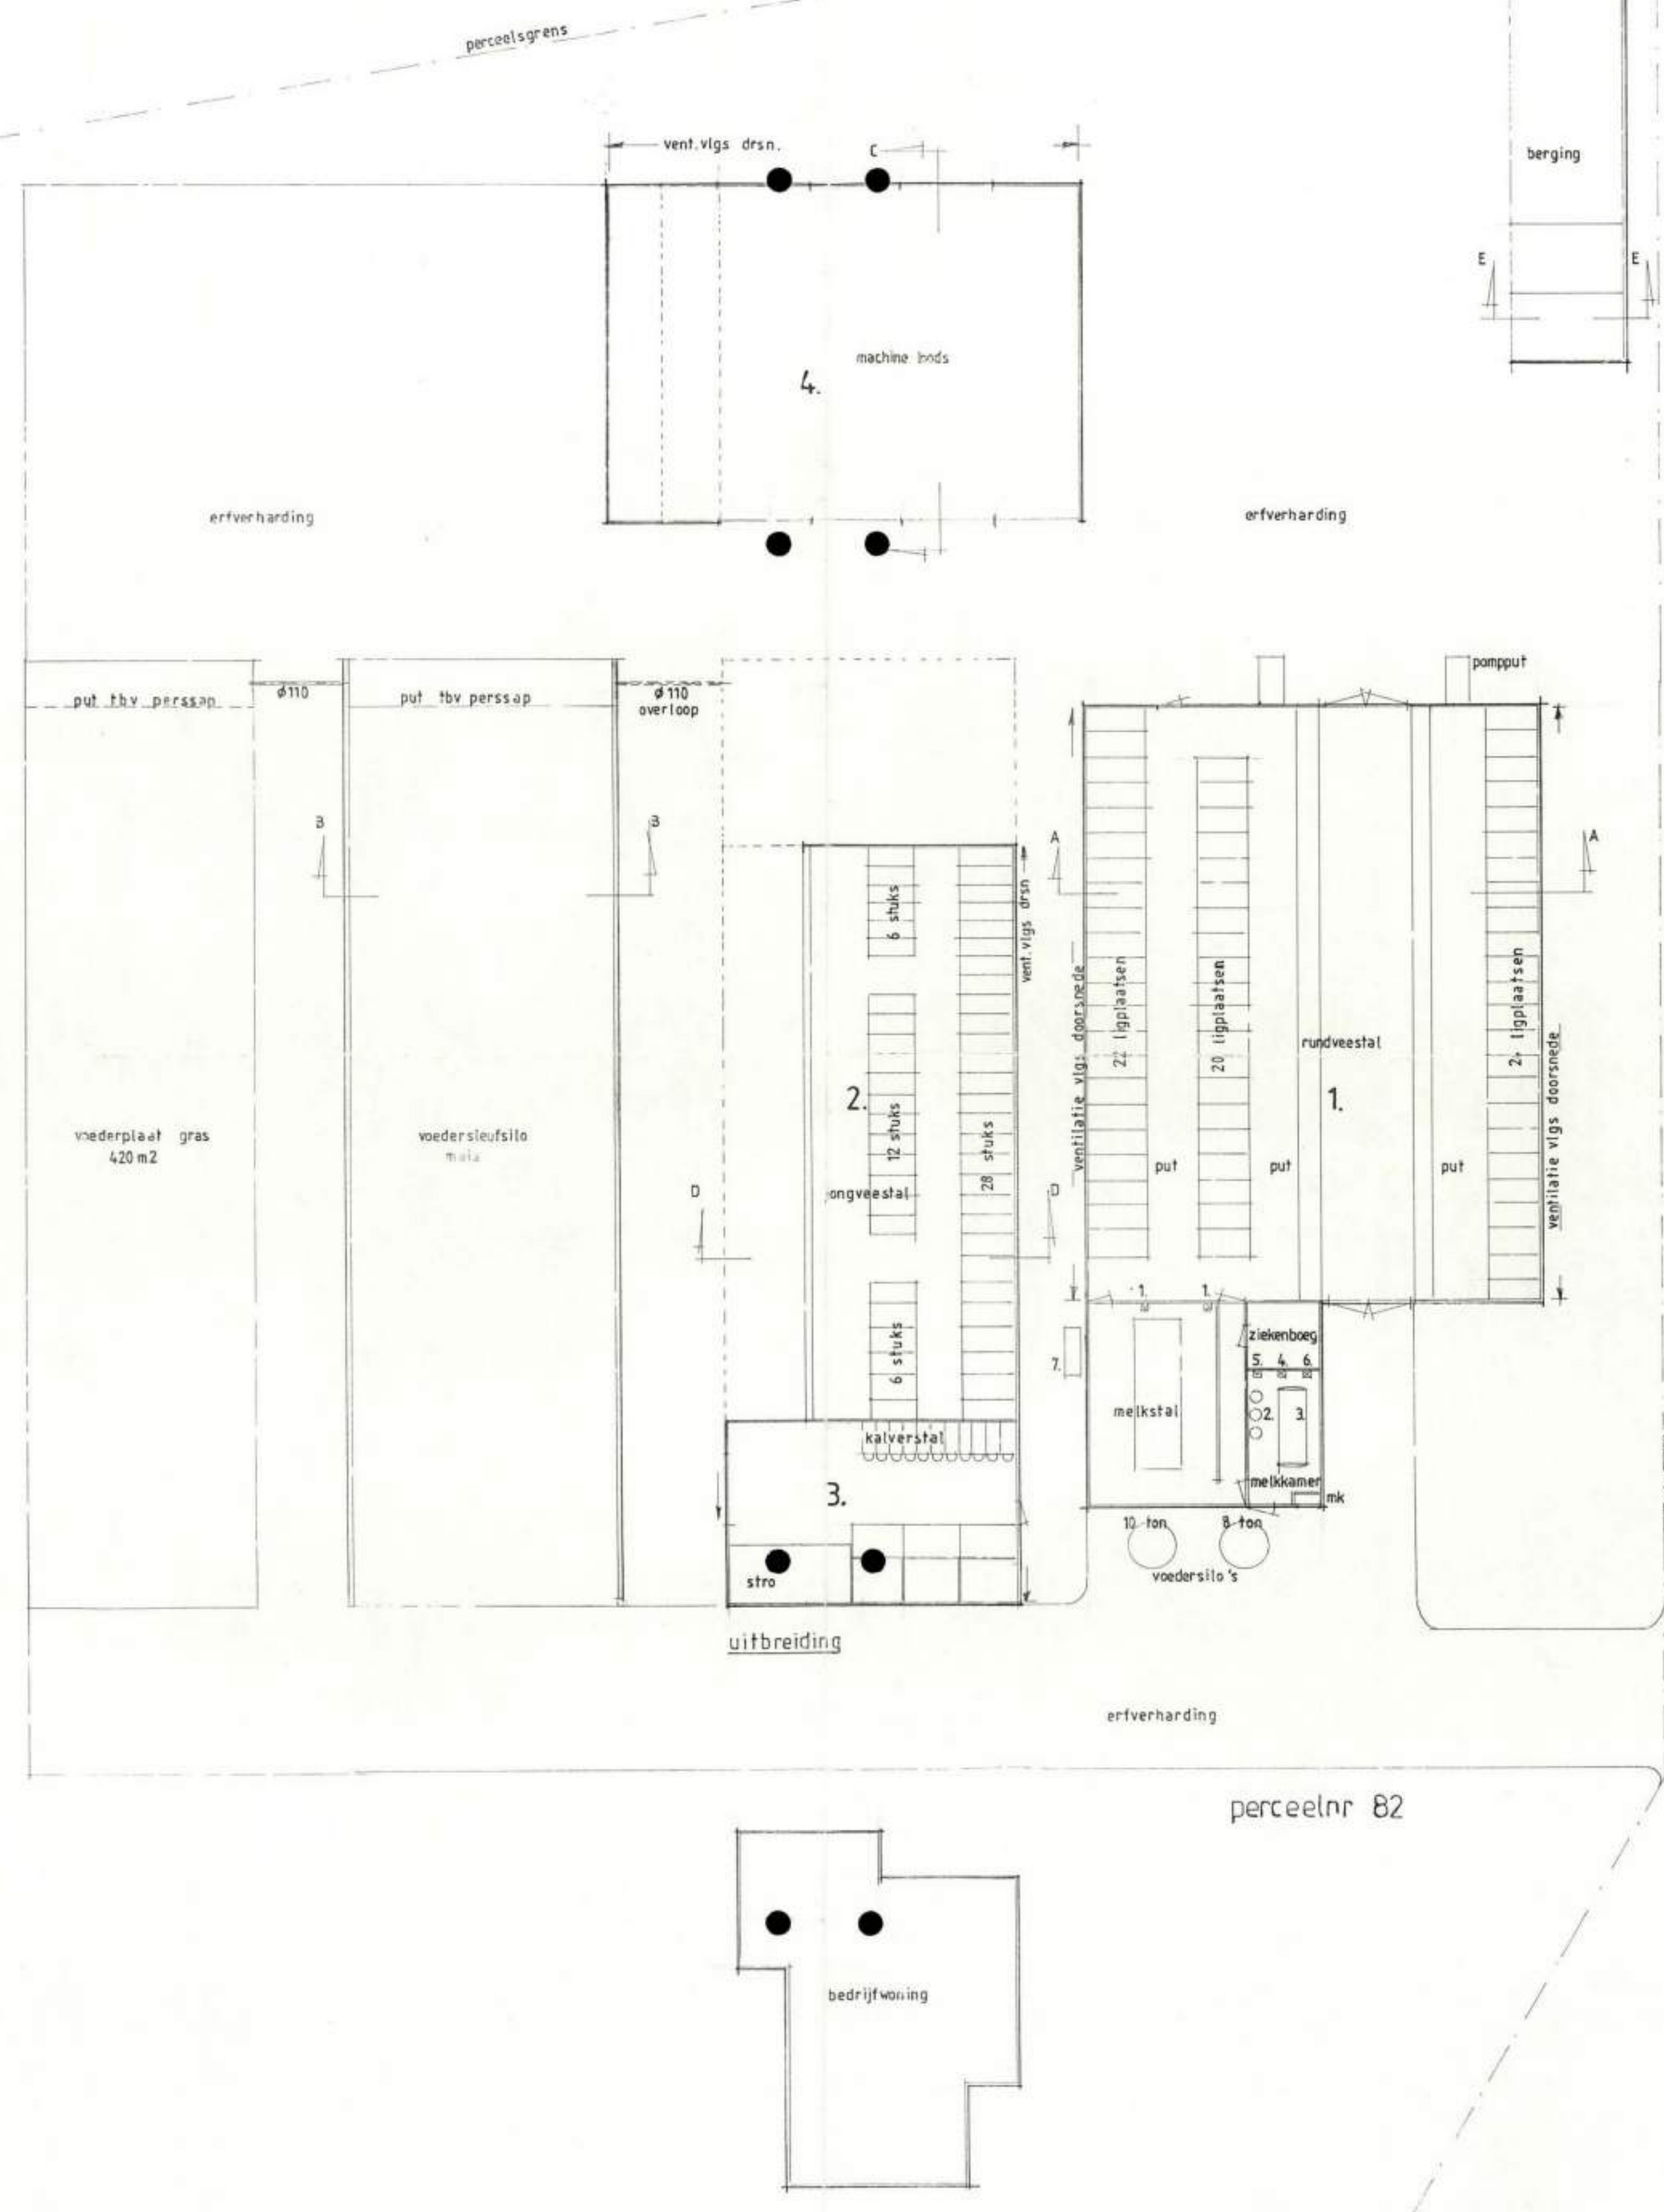 perceelsgrens
vent.vlgs drsn.
C
berging
E
E
machine loods
4.
erfverharding
erfverharding
pompput
put tbv perssap
ø110
put tbv perssap
ø110
overloop
B
B
A
A
6 stuks
vent.vlgs drsn
ventilatie vlgs doorsnede
22 ligplaatsen
20 ligplaatsen
ligplaatsen
rundveestal
1.
2.
12 stuks
28 stuks
ventilatie vlgs doorsnede
voederplaat gras
420 m2
voedersleufsilo
mais
put
put
put
D
D
ongveestal
6 stuks
1.
1.
ziekenboeg
5. 4. 6.
7.
melkstal
2.
3.
kalverstal
melkkamer
mk
3.
10 ton
8 ton
voedersilo's
stro
uitbreiding
erfverharding
perceelnr 82
bedrijfwoning